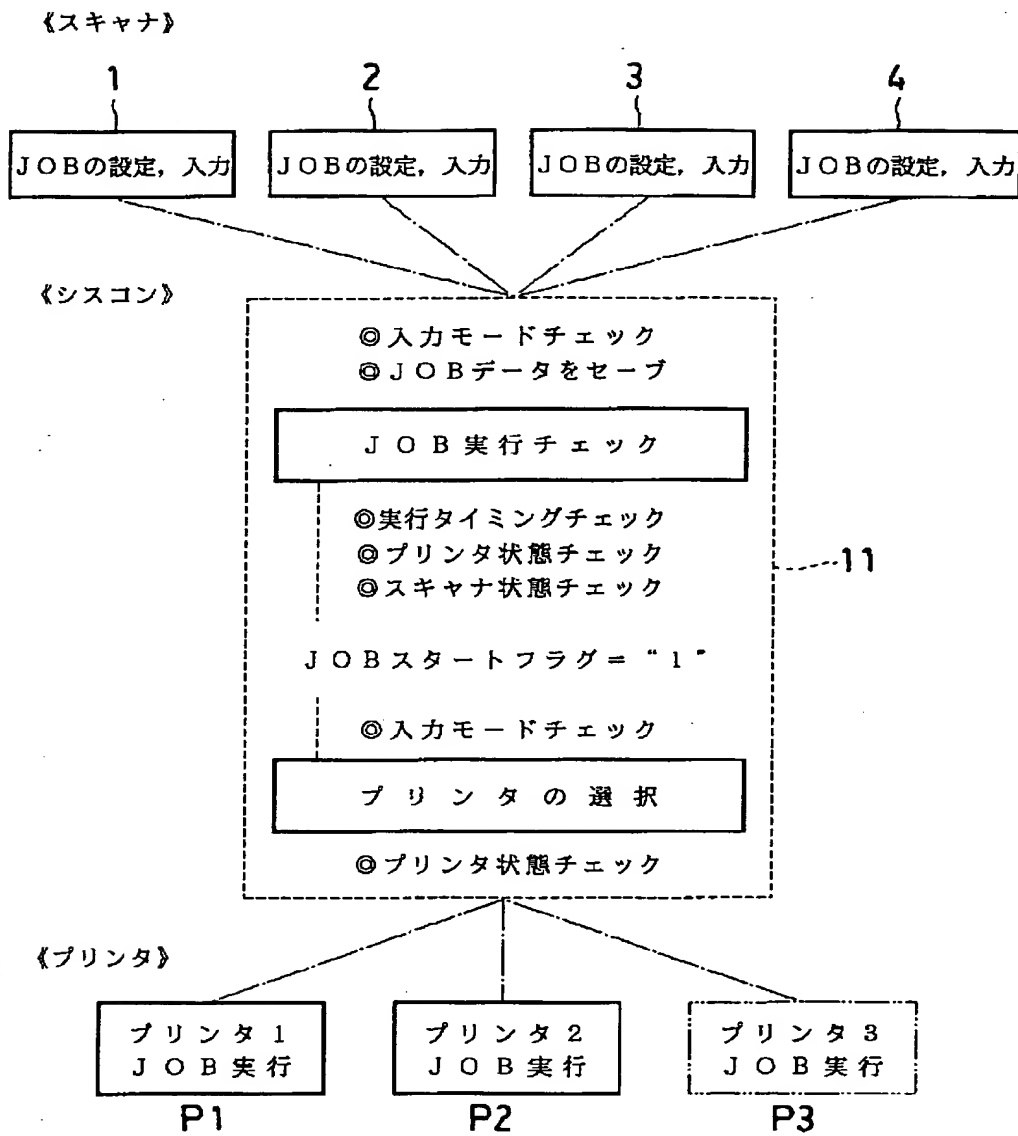 《スキャナ》
1 2 3 4
JOBの設定,入力 JOBの設定,入力 JOBの設定,入力 JOBの設定,入力
《シスコン》
◎入力モードチェック
◎JOBデータをセーブ
JOB実行チェック
◎実行タイミングチェック
◎プリンタ状態チェック
11
◎スキャナ状態チェック
JOBスタートフラグ="1"
◎入力モードチェック
プリンタの選択
◎プリンタ状態チェック
《プリンタ》
プリンタ1 プリンタ2 プリンタ3
JOB実行 JOB実行 JOB実行
P1 P2 P3